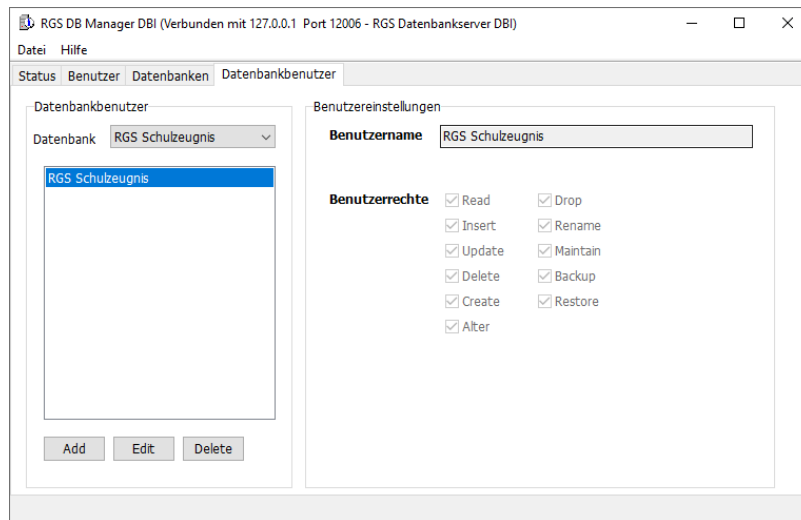 RGS DB Manager DBI (Verbunden mit 127.0.0.1  Port 12006 - RGS Datenbankserver DBI)
Datei Hilfe
Status Benutzer Datenbanken Datenbankbenutzer
Datenbankbenutzer
Datenbank RGS Schulzeugnis
RGS Schulzeugnis
Add Edit Delete
Benutzereinstellungen
Benutzername RGS Schulzeugnis
Benutzerrechte Read Drop
Insert Rename
Update Maintain
Delete Backup
Create Restore
Alter